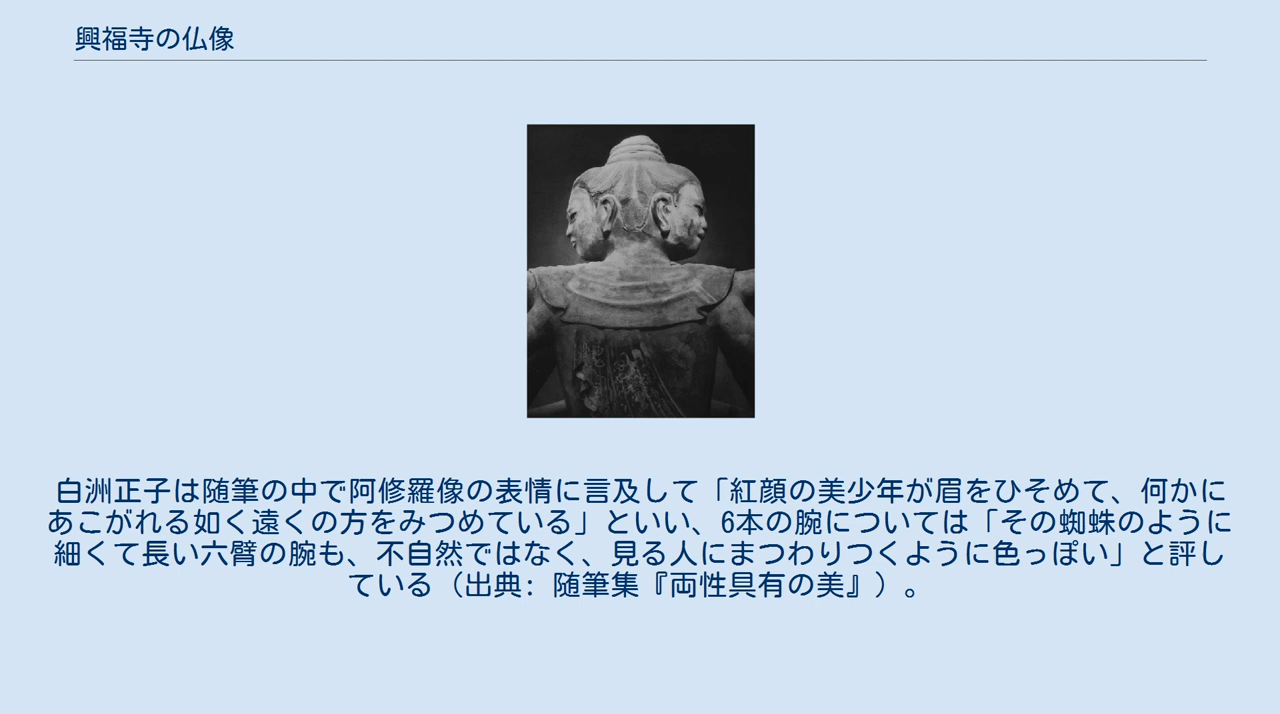 興福寺の仏像
白洲正子は随筆の中で阿修羅像の表情に言及して「紅顔の美少年が眉をひそめて、何かに
あこがれる如く遠くの方をみつめている」といい、6本の腕については「その蜘蛛のように
細くて長い六臂の腕も、不自然ではなく、見る人にまつわりつくように色っぽい」と評し
ている（出典: 随筆集『両性具有の美』）。